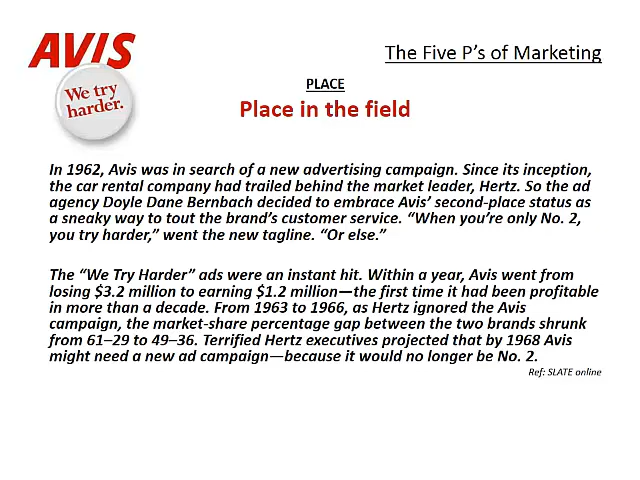 AVIS
We try
harder.
The Five P’s of Marketing
PLACE
Place in the field
In 1962, Avis was in search of a new advertising campaign. Since its inception,
the car rental company had trailed behind the market leader, Hertz. So the ad
agency Doyle Dane Bernbach decided to embrace Avis’ second-place status as
a sneaky way to tout the brand’s customer service. “When you’re only No. 2,
you try harder,” went the new tagline. “Or else.”
The “We Try Harder” ads were an instant hit. Within a year, Avis went from
losing $3.2 million to earning $1.2 million—the first time it had been profitable
in more than a decade. From 1963 to 1966, as Hertz ignored the Avis
campaign, the market-share percentage gap between the two brands shrunk
from 61–29 to 49–36. Terrified Hertz executives projected that by 1968 Avis
might need a new ad campaign—because it would no longer be No. 2.
Ref: SLATE online